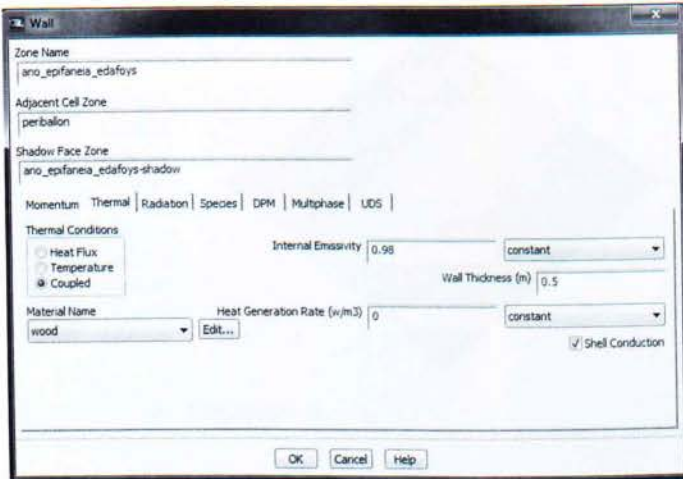 Wall
Zone Name
ano_epifaneia_edafoys
Adjacent Cell Zone
periballon
Shadow Face Zone
ano_epifaneia_edafoys-shadow
Momentum Thermal Radiation Species DPM Multiphase UDS
Thermal Conditions
Heat Flux
Temperature
Coupled
Internal Emissivity 0.98 constant
Wall Thickness (m) 0.5
Material Name
wood Edit...
Heat Generation Rate (w/m3) 0 constant
Shell Conduction
OK Cancel Help